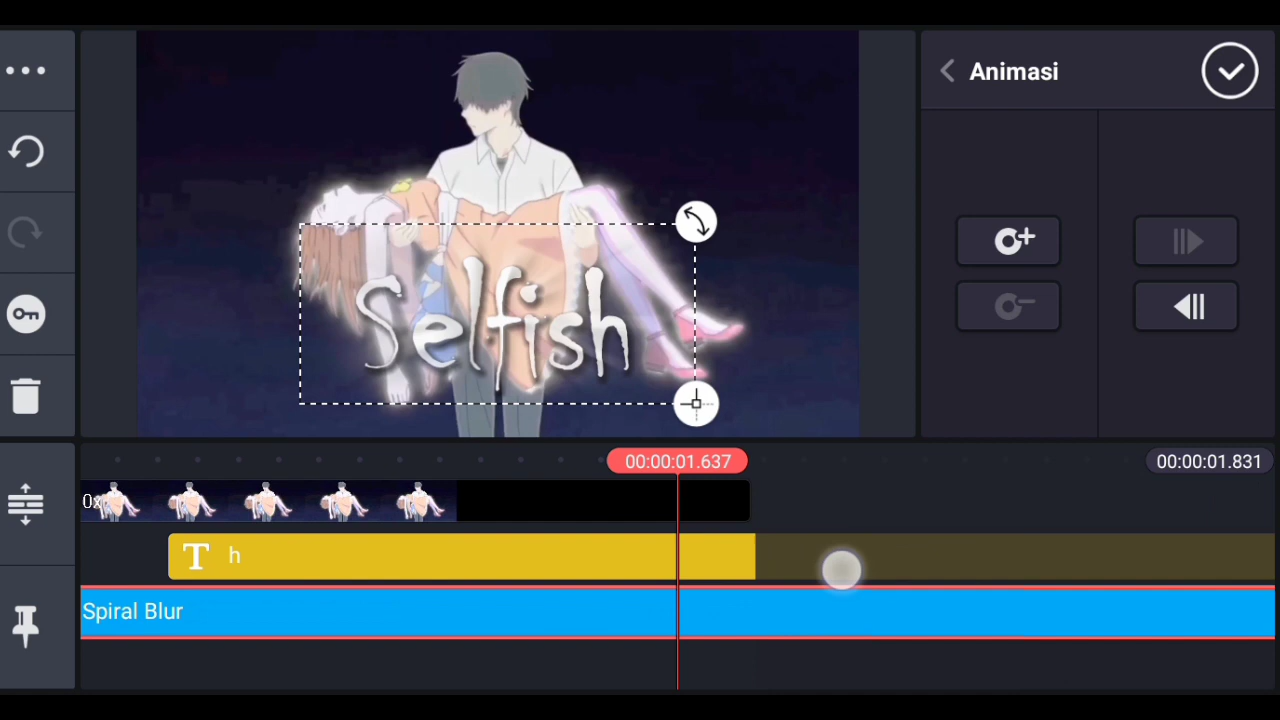 Animasi
Selfish
00:00:01.637
00:00:01.831
0x
T h
Spiral Blur